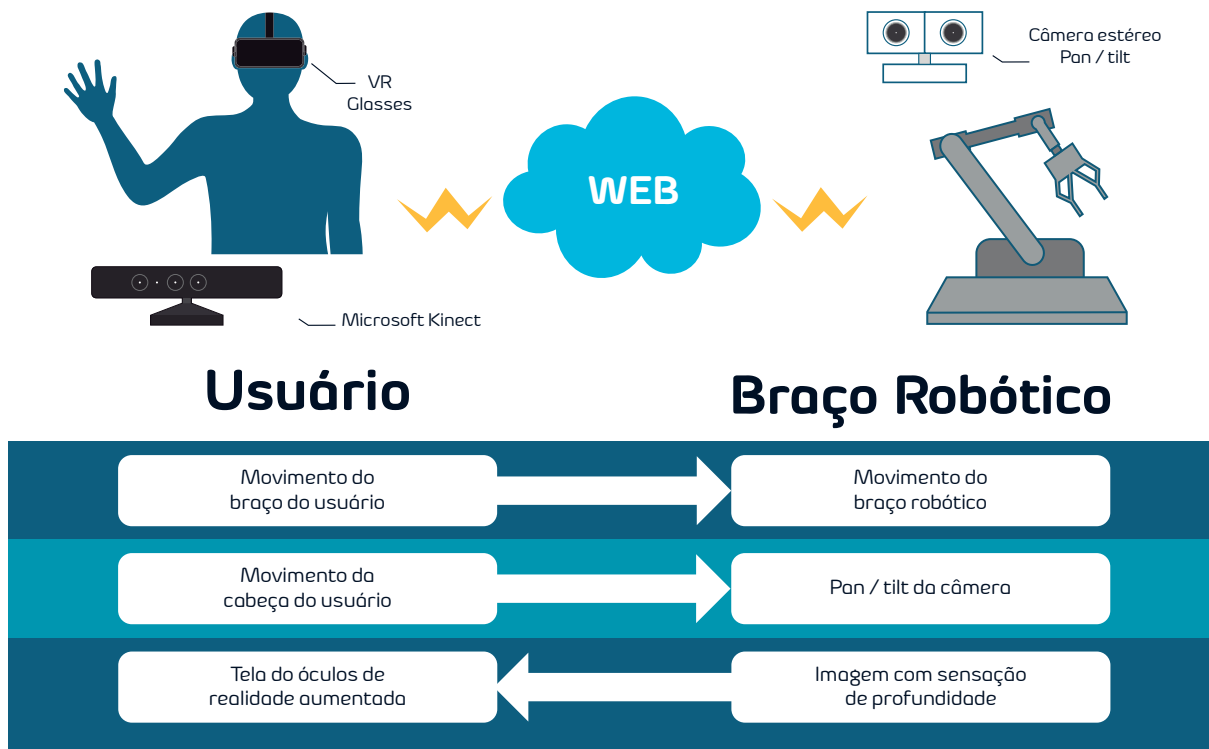 VR
Glasses
Câmera estéreo
Pan / tilt
WEB
Microsoft Kinect
Usuário
Braço Robótico
Movimento do
braço do usuário
Movimento do
braço robótico
Movimento da
cabeça do usuário
Pan / tilt da câmera
Tela do óculos de
realidade aumentada
Imagem com sensação
de profundidade